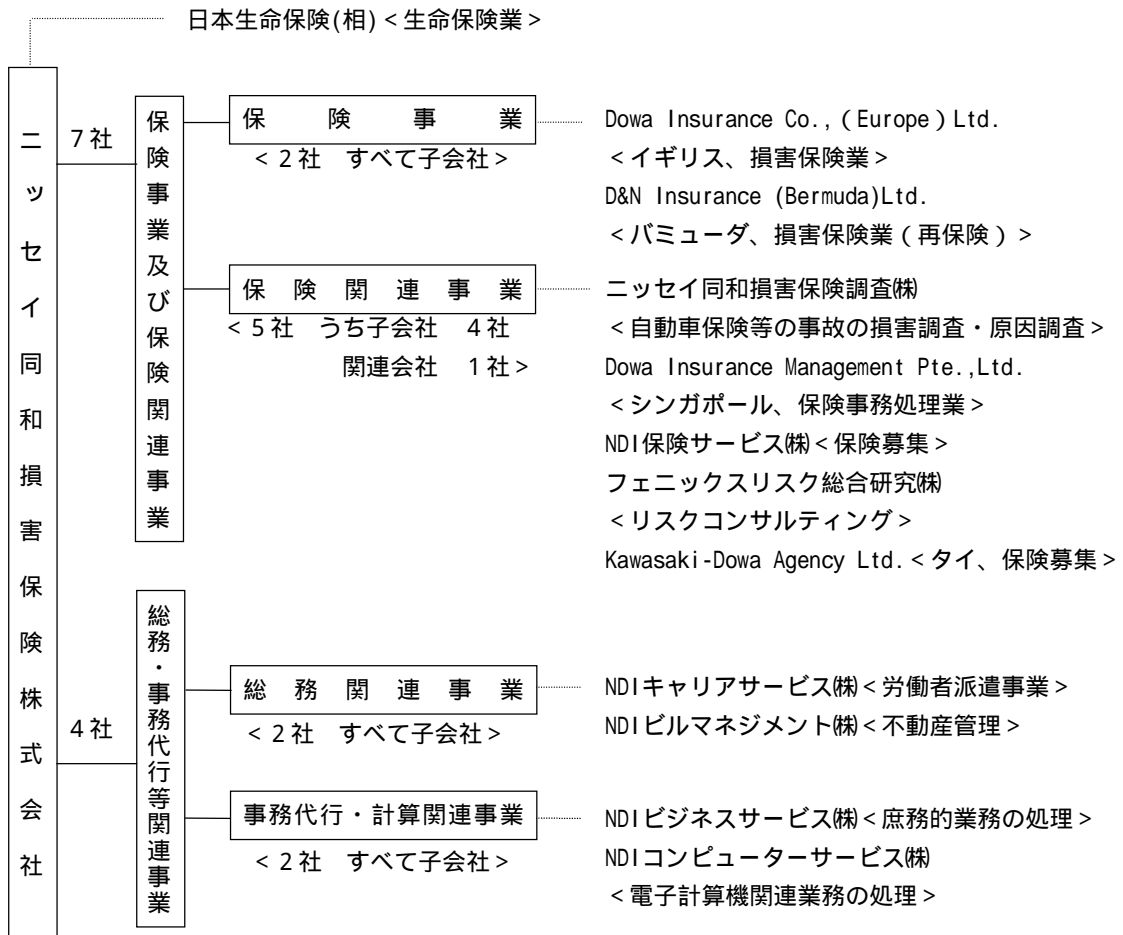 日本生命保険(相)<生命保険業>
ニッセイ同和損害保険株式会社
7社
保険事業及び保険関連事業
保険事業
<2社 すべて子会社>
Dowa Insurance Co.,(Europe)Ltd.
<イギリス、損害保険業>
D&N Insurance (Bermuda)Ltd.
<バミューダ、損害保険業(再保険)>
保険関連事業
<5社 うち子会社 4社
関連会社 1社>
ニッセイ同和損害保険調査㈱
<自動車保険等の事故の損害調査・原因調査>
Dowa Insurance Management Pte.,Ltd.
<シンガポール、保険事務処理業>
NDI保険サービス㈱<保険募集>
フェニックスリスク総合研究㈱
<リスクコンサルティング>
Kawasaki-Dowa Agency Ltd.<タイ、保険募集>
4社
総務・事務代行等関連事業
総務関連事業
<2社 すべて子会社>
NDIキャリアサービス㈱<労働者派遣事業>
NDIビルマネジメント㈱<不動産管理>
事務代行・計算関連事業
<2社 すべて子会社>
NDIビジネスサービス㈱<庶務的業務の処理>
NDIコンピューターサービス㈱
<電子計算機関連業務の処理>